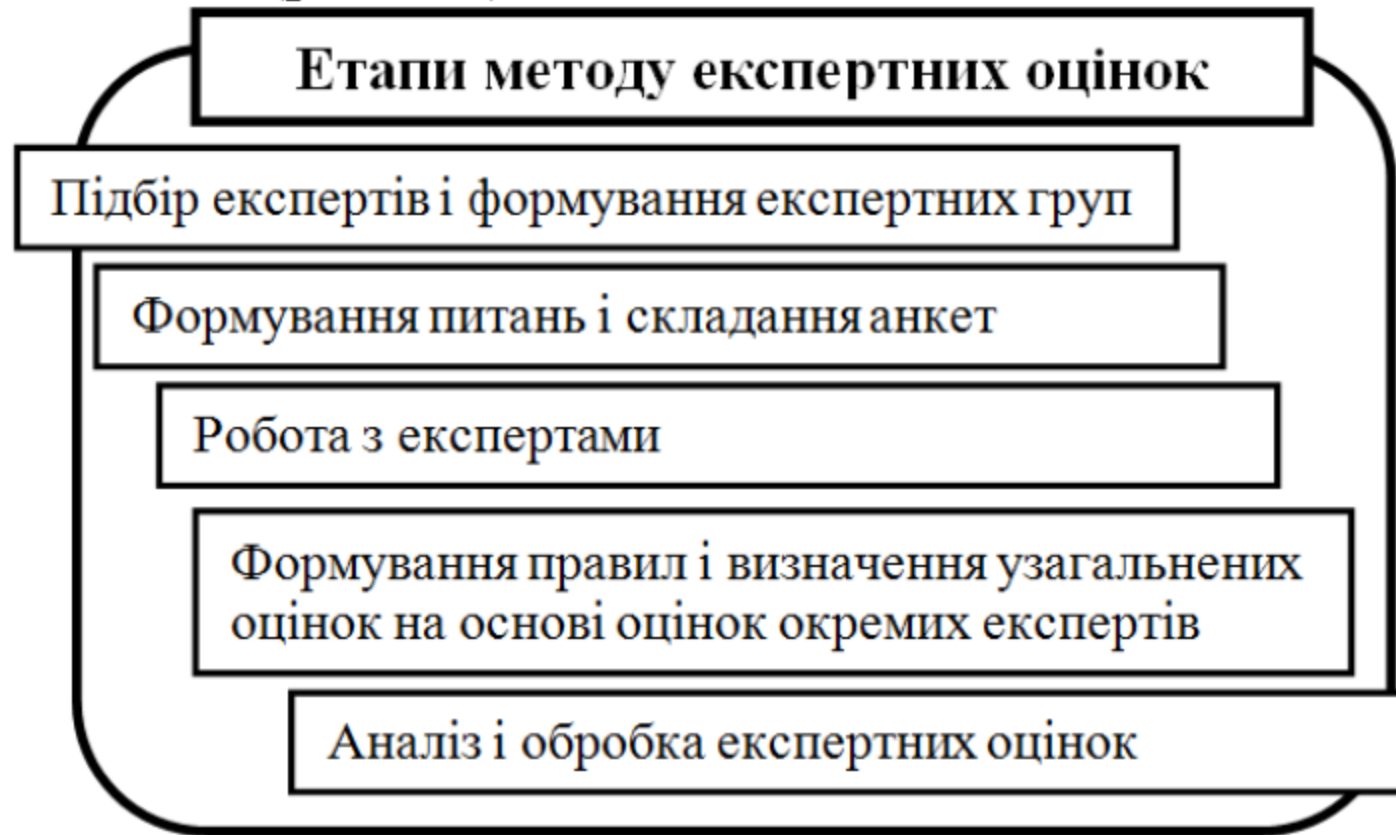 Етапи методу експертних оцінок
Підбір експертів і формування експертних груп
Формування питань і складання анкет
Робота з експертами
Формування правил і визначення узагальнених
оцінок на основі оцінок окремих експертів
Аналіз і обробка експертних оцінок